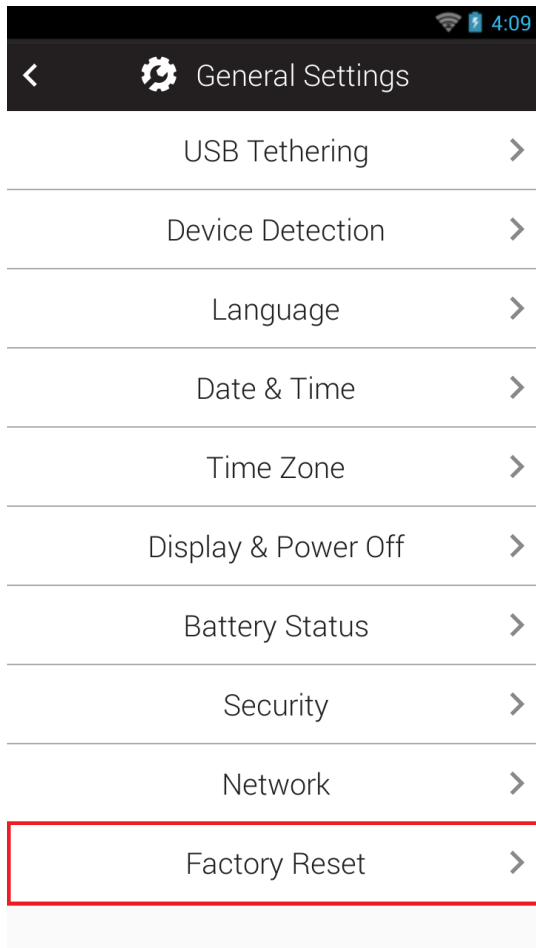 4:09
General Settings
USB Tethering
Device Detection
Language
Date & Time
Time Zone
Display & Power Off
Battery Status
Security
Network
Factory Reset